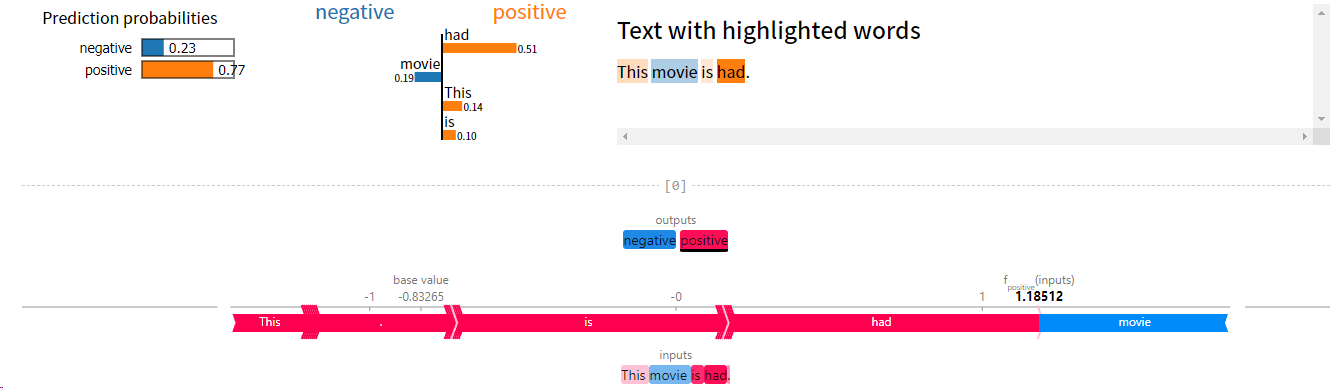 Prediction probabilities
negative 0.23
positive 0.77
negative positive
had
0.51
movie
0.19
This
0.14
is
0.10
Text with highlighted words
This movie is had.
[0]
outputs
negative positive
base value f positive(inputs)
-1 -0.83265 -0 1 1.18512
This . is had movie
inputs
This movie is had.